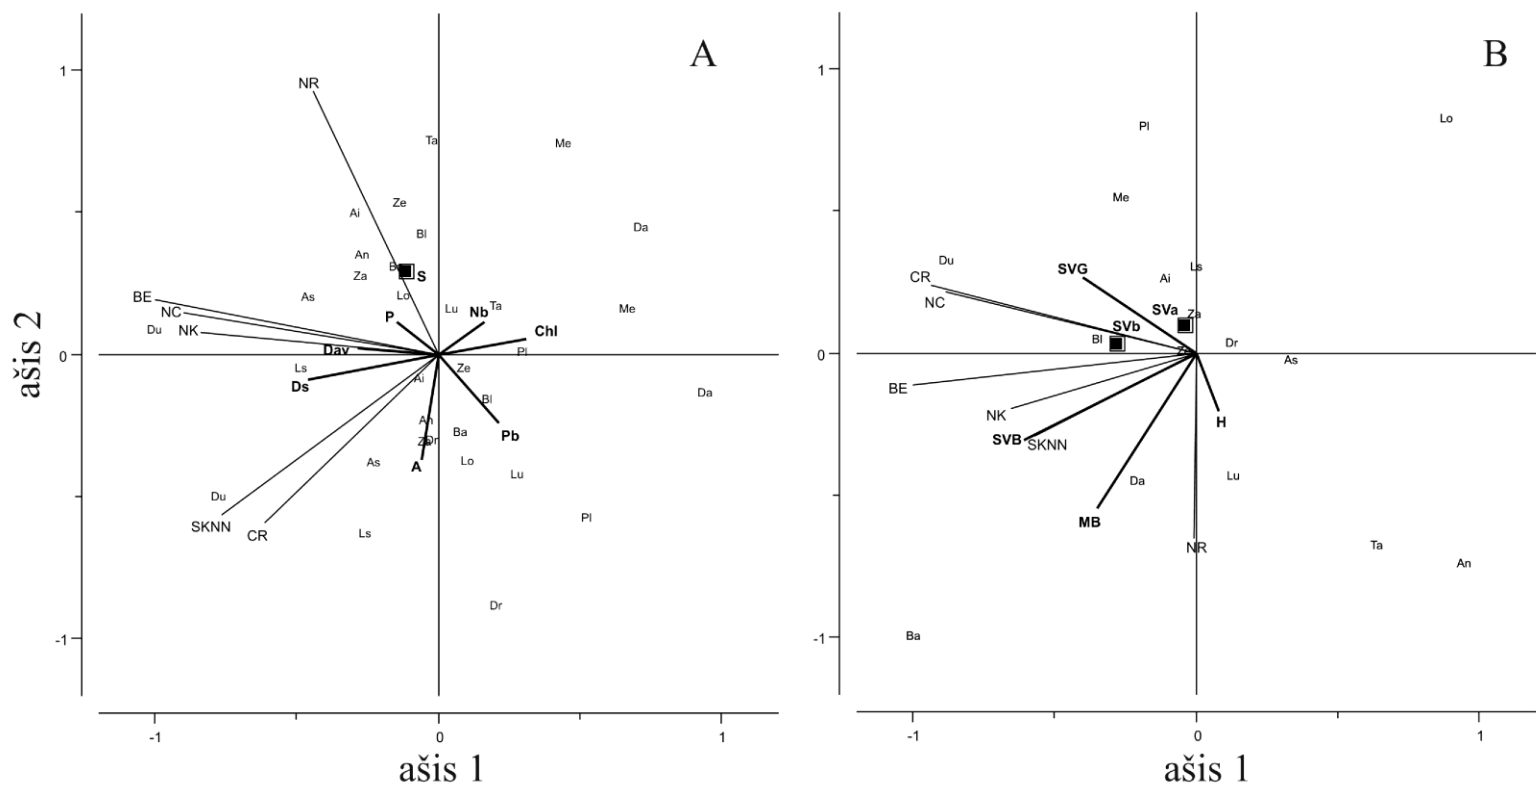 A
B
1
NR
Ta
Me
Ze
Ai
Bl
Da
An
Za
S
As
Lo
BE
NC
NK
Du
P
Lu
Nb
Ta
Me
Chl
Dav
Pl
0
Ls
Ds
Ai
Ze
Da
Bl
An
Pb
Ba
Za
Dr
A
As
Lo
Lu
Du
SKNN
CR
Ls
Pl
Dr
-1
-1
0
1
ašis 1
ašis 2
1
Pl
Lo
Me
Du
CR
NC
SVG
Ls
Ai
SVa
Za
SVb
Bl
Dr
0
As
BE
NK
SVB
SKNN
H
Da
Lu
MB
NR
Ta
An
Ba
-1
-1
0
1
ašis 1